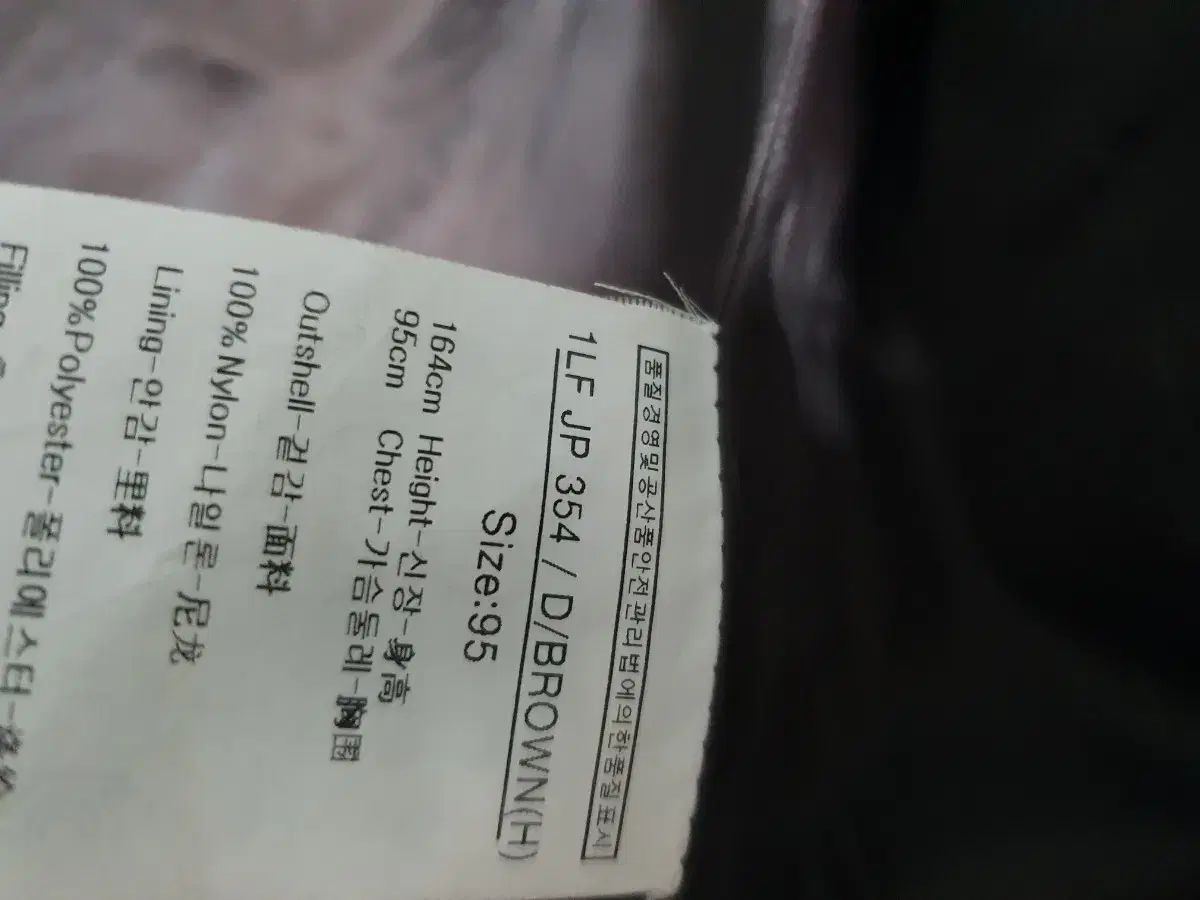 품질경영및공산품안전관리법에의한품질표시
1LF JP 354 / D/BROWN(H)
Size:95
164cm Height-신장-身高
95cm Chest-가슴둘레-胸围
Outshell-겉감-面料
100% Nylon-나일론-尼龙
Lining-안감-里料
100%Polyester-폴리에스터-
Filling